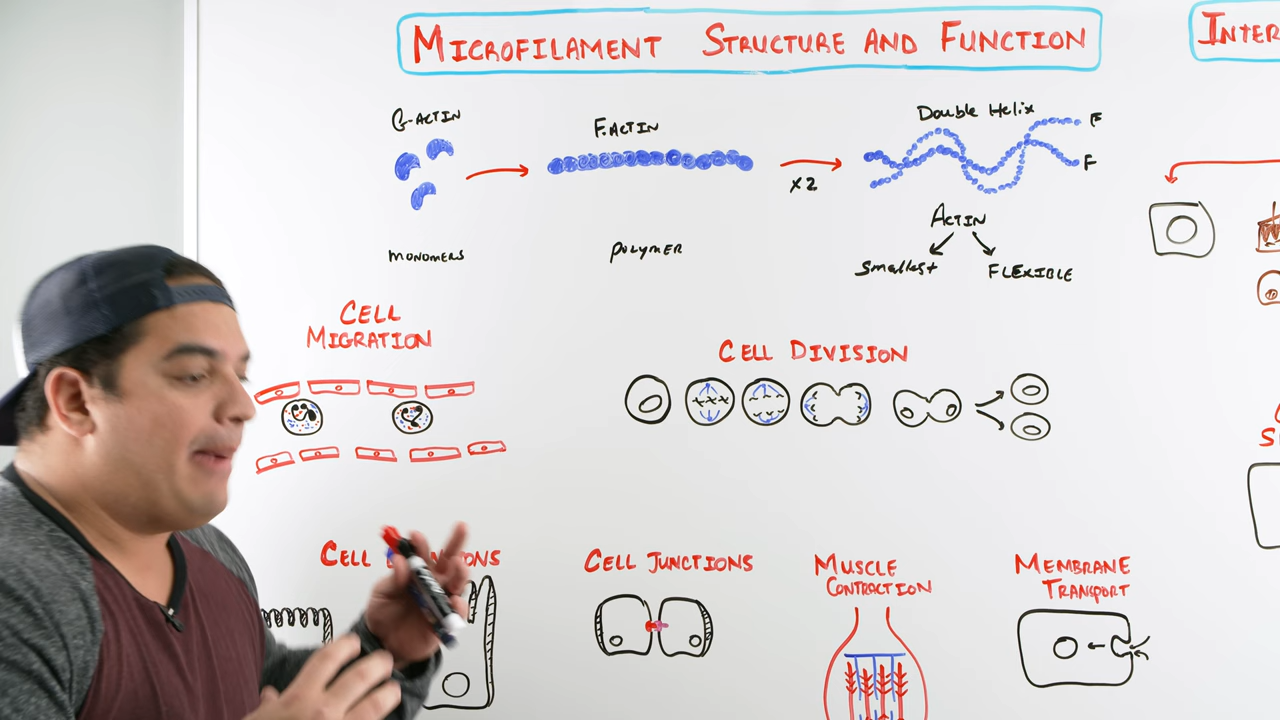 MICROFILAMENT STRUCTURE AND FUNCTION
INTER
G-ACTIN
F-ACTIN
Double Helix
F
F
x2
MONOMERS
POLYMER
ACTIN
Smallest
FLEXIBLE
CELL
MIGRATION
CELL DIVISION
CELL
CELL JUNCTIONS
MUSCLE
CONTRACTION
MEMBRANE
TRANSPORT